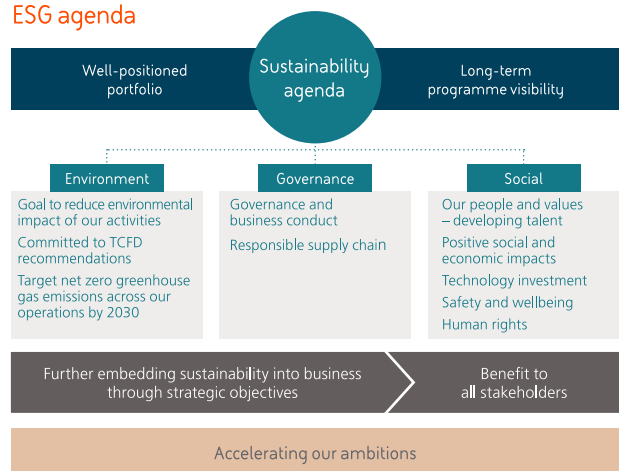 ESG agenda
Well-positioned
portfolio
Sustainability
agenda
Long-term
programme visibility
Environment
Goal to reduce environmental
impact of our activities
Committed to TCFD
recommendations
Target net zero greenhouse
gas emissions across our
operations by 2030
Governance
Governance and
business conduct
Responsible supply chain
Social
Our people and values
– developing talent
Positive social and
economic impacts
Technology investment
Safety and wellbeing
Human rights
Further embedding sustainability into business
through strategic objectives
Benefit to
all stakeholders
Accelerating our ambitions